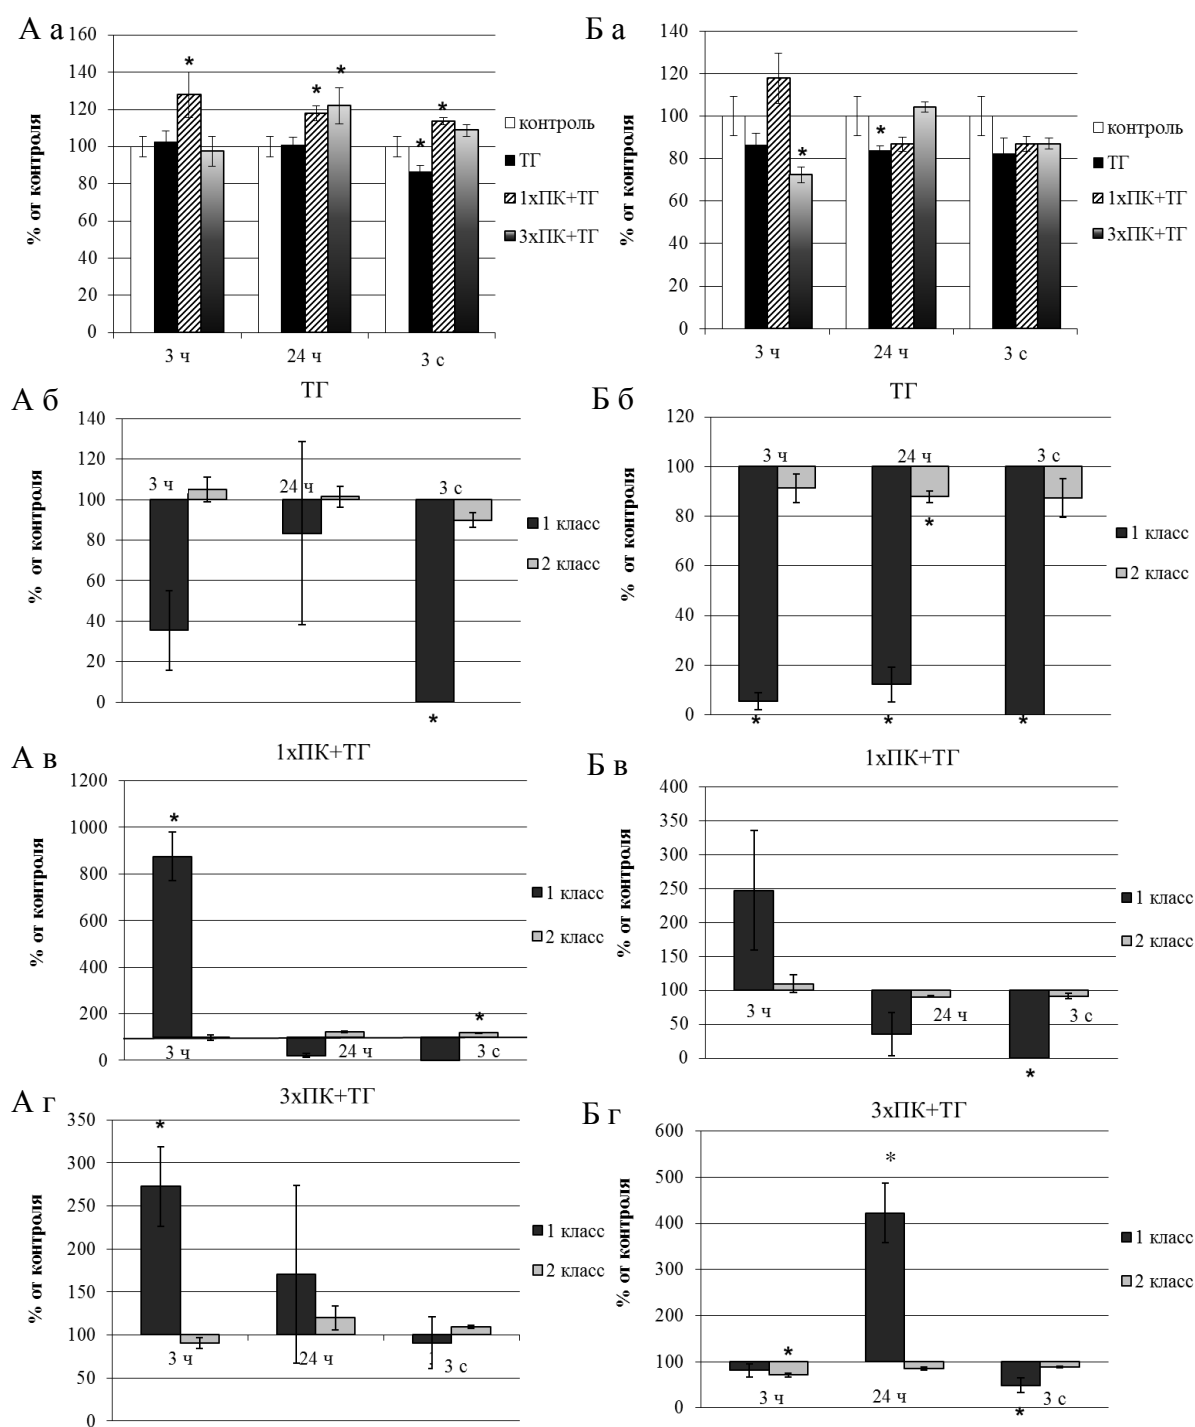 А а
160
140
120
100
80
60
40
20
0
% от контроля
* * * * *
3 ч 24 ч 3 с
контроль
ТГ
1хПК+ТГ
3хПК+ТГ
Б а
140
120
100
80
60
40
20
0
% от контроля
* *
3 ч 24 ч 3 с
контроль
ТГ
1хПК+ТГ
3хПК+ТГ
А б
ТГ
140
120
100
80
60
40
20
0
% от контроля
3 ч 24 ч 3 с
*
1 класс
2 класс
Б б
ТГ
120
100
80
60
40
20
0
% от контроля
3 ч 24 ч 3 с
* * * *
1 класс
2 класс
А в
1хПК+ТГ
1200
1000
800
600
400
200
0
% от контроля
* *
3 ч 24 ч 3 с
1 класс
2 класс
Б в
1хПК+ТГ
400
350
300
250
200
150
100
50
0
% от контроля
3 ч 24 ч 3 с
*
1 класс
2 класс
А г
3хПК+ТГ
350
300
250
200
150
100
50
0
% от контроля
*
3 ч 24 ч 3 с
1 класс
2 класс
Б г
3хПК+ТГ
600
500
400
300
200
100
0
% от контроля
* * *
3 ч 24 ч 3 с
1 класс
2 класс